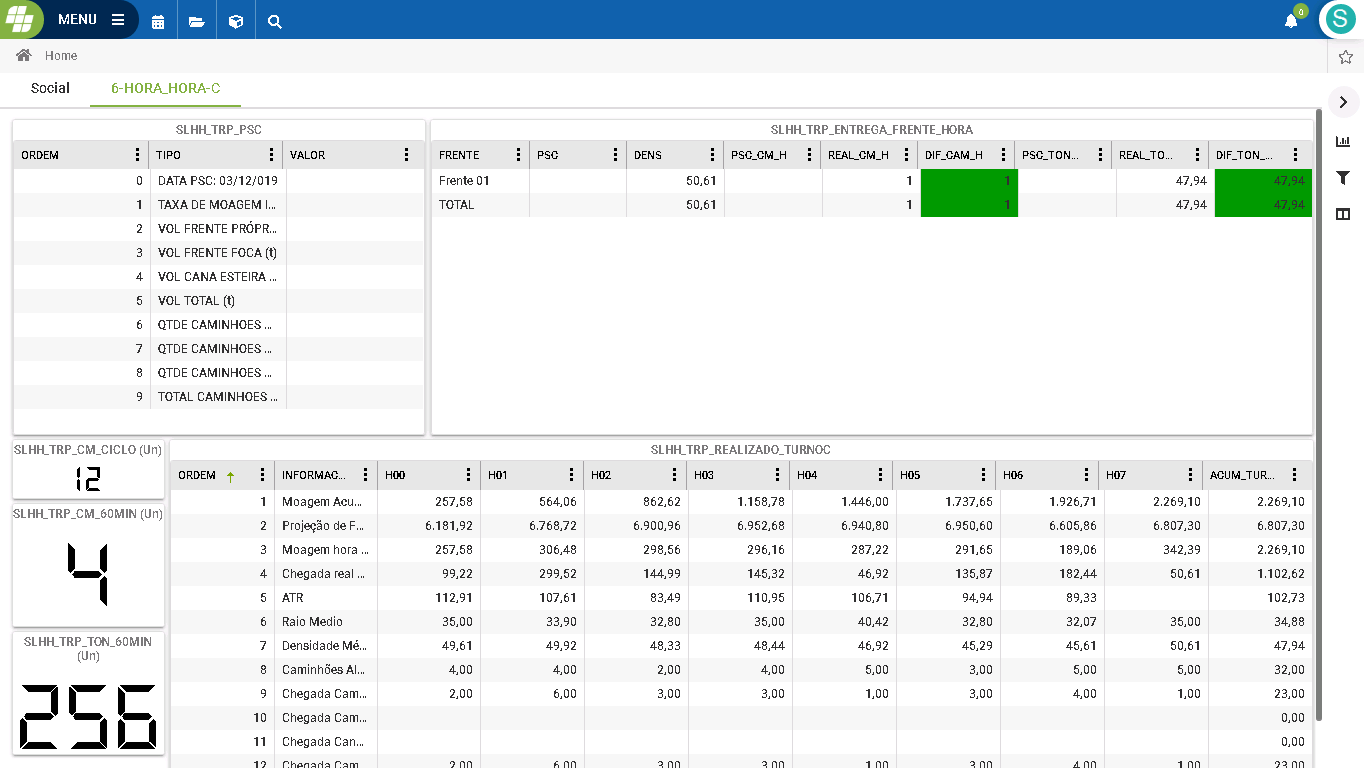 MENU
0
S
Home
Social 6-HORA_HORA-C
SLHH_TRP_PSC
ORDEM TIPO VALOR
0 DATA PSC: 03/12/019
1 TAXA DE MOAGEM I...
2 VOL FRENTE PRÓPR...
3 VOL FRENTE FOCA (t)
4 VOL CANA ESTEIRA ...
5 VOL TOTAL (t)
6 QTDE CAMINHOES ...
7 QTDE CAMINHOES ...
8 QTDE CAMINHOES ...
9 TOTAL CAMINHOES ...
SLHH_TRP_ENTREGA_FRENTE_HORA
FRENTE PSC DENS PSC_CM_H REAL_CM_H DIF_CAM_H PSC_TON... REAL_TO... DIF_TON_...
Frente 01 50,61 1 1 47,94 47,94
TOTAL 50,61 1 1 47,94 47,94
SLHH_TRP_CM_CICLO (Un)
12
SLHH_TRP_CM_60MIN (Un)
4
SLHH_TRP_TON_60MIN
(Un)
256
SLHH_TRP_REALIZADO_TURNOC
ORDEM INFORMAC... H00 H01 H02 H03 H04 H05 H06 H07 ACUM_TUR...
1 Moagem Acu... 257,58 564,06 862,62 1.158,78 1.446,00 1.737,65 1.926,71 2.269,10 2.269,10
2 Projeção de F... 6.181,92 6.768,72 6.900,96 6.952,68 6.940,80 6.950,60 6.605,86 6.807,30 6.807,30
3 Moagem hora ... 257,58 306,48 298,56 296,16 287,22 291,65 189,06 342,39 2.269,10
4 Chegada real ... 99,22 299,52 144,99 145,32 46,92 135,87 182,44 50,61 1.102,62
5 ATR 112,91 107,61 83,49 110,95 106,71 94,94 89,33 102,73
6 Raio Medio 35,00 33,90 32,80 35,00 40,42 32,80 32,07 35,00 34,88
7 Densidade Mé... 49,61 49,92 48,33 48,44 46,92 45,29 45,61 50,61 47,94
8 Caminhões Al... 4,00 4,00 2,00 4,00 5,00 3,00 5,00 5,00 32,00
9 Chegada Cam... 2,00 6,00 3,00 3,00 1,00 3,00 4,00 1,00 23,00
10 Chegada Cam... 0,00
11 Chegada Can... 0,00
12 Chegada Cam... 2,00 6,00 3,00 3,00 1,00 3,00 4,00 1,00 23,00